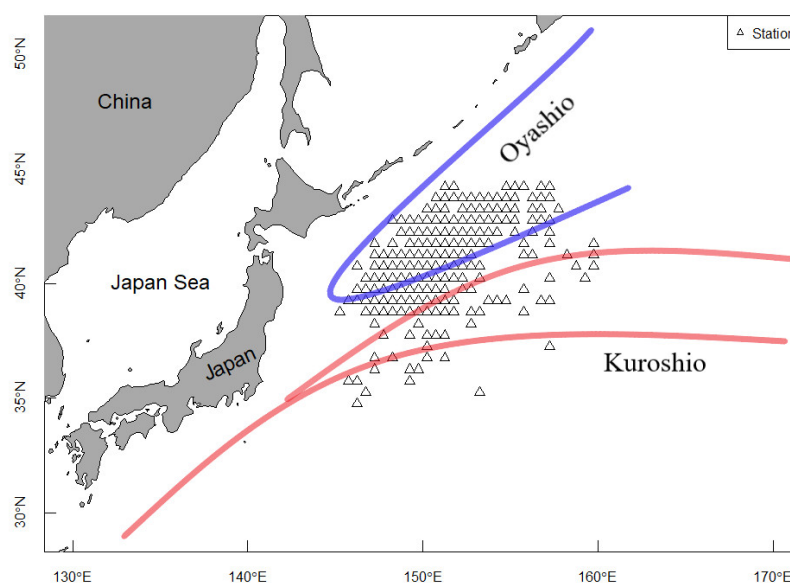 50°N
△ Station
China
Oyashio
45°N
Japan Sea
40°N
Japan
Kuroshio
35°N
30°N
130°E
140°E
150°E
160°E
170°E